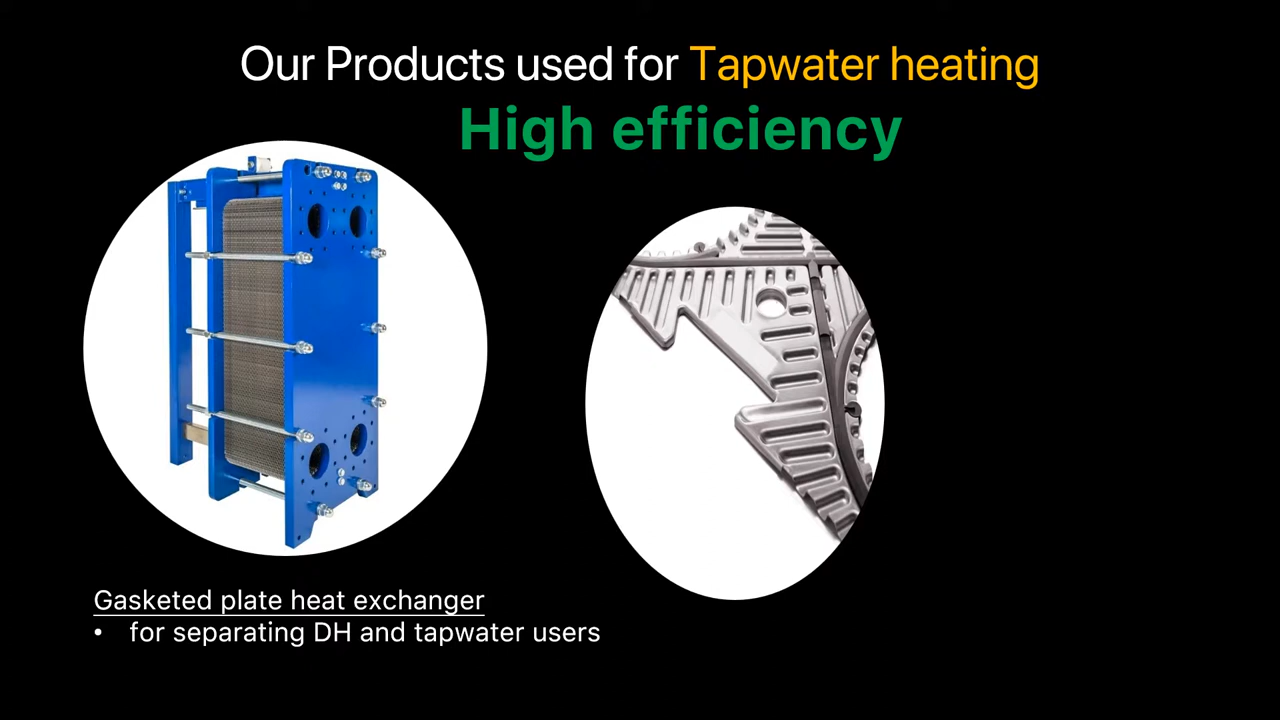 Our Products used for Tapwater heating
High efficiency
Gasketed plate heat exchanger
• for separating DH and tapwater users